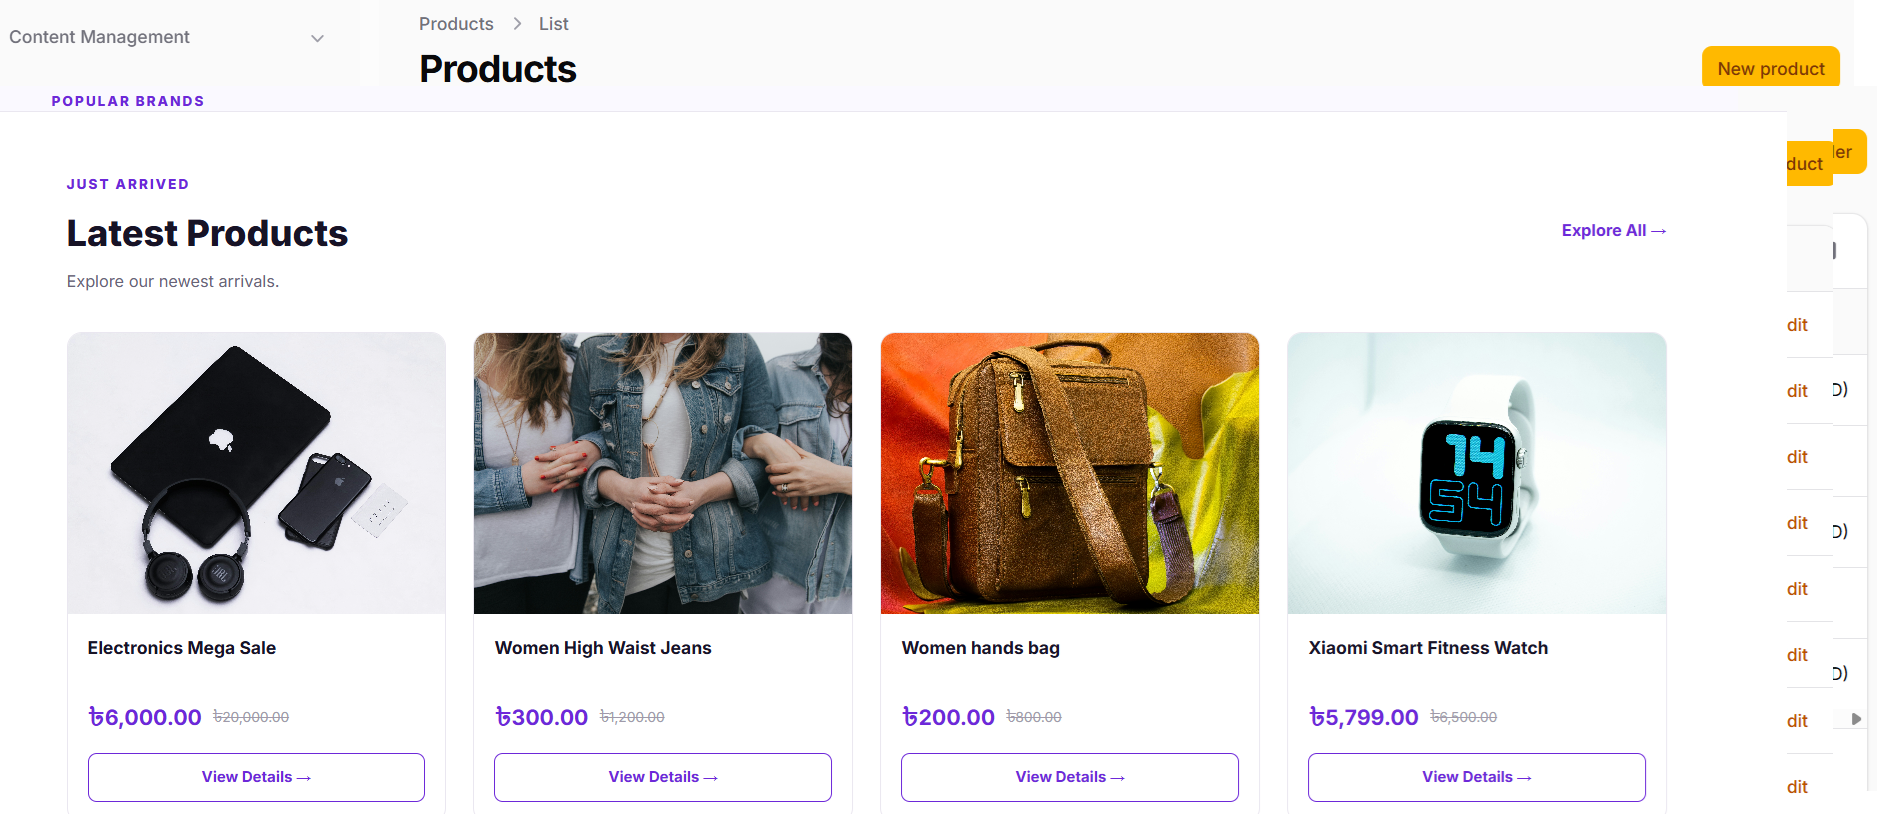 Content Management
Products > List
Products
New product
POPULAR BRANDS
JUST ARRIVED
Latest Products
Explore All →
Explore our newest arrivals.
14
54
Electronics Mega Sale
৳6,000.00 ৳20,000.00
View Details →
Women High Waist Jeans
৳300.00 ৳1,200.00
View Details →
Women hands bag
৳200.00 ৳800.00
View Details →
Xiaomi Smart Fitness Watch
৳5,799.00 ৳6,500.00
View Details →
duct
der
dit
dit
dit
dit
dit
dit
dit
dit
D)
D)
D)